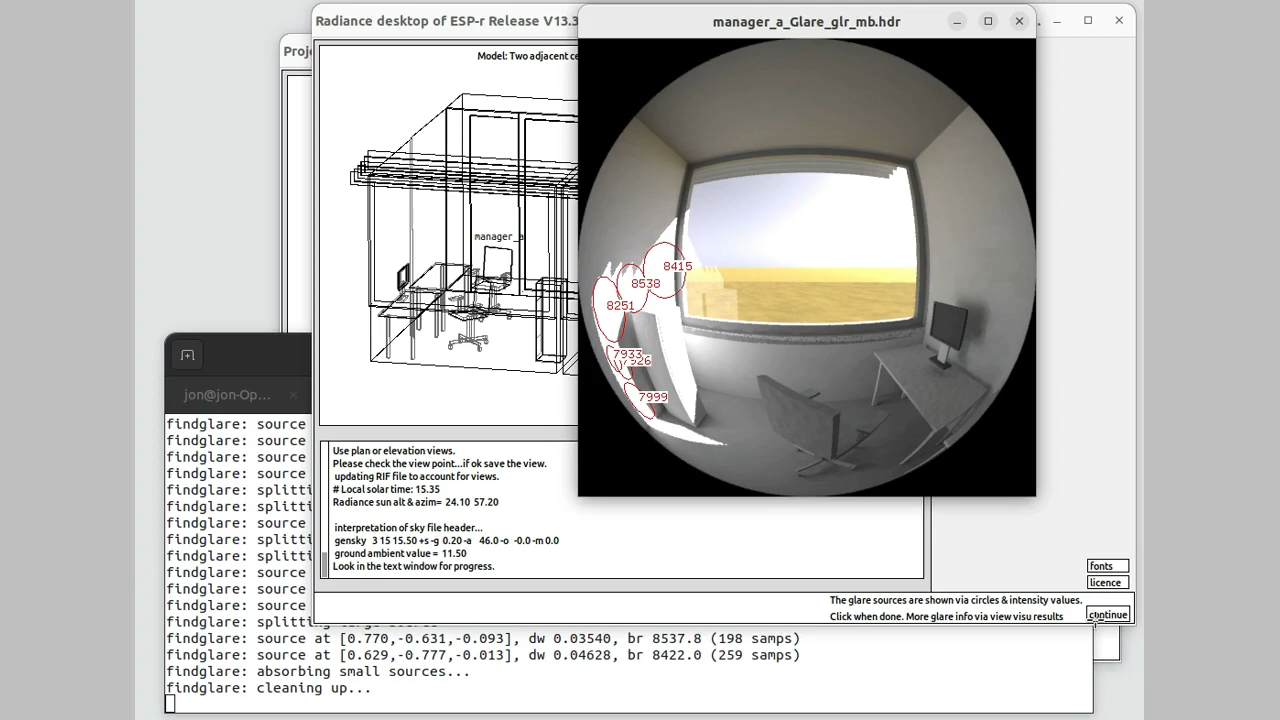 Radiance desktop of ESP-r Release V13.3
manager_a_Glare_glr_mb.hdr
Proje
Model: Two adjacent ce
manager_a
8415
8538
8251
7933
7999
jon@jon-Op...
Use plan or elevation views.
Please check the view point...if ok save the view.
updating RIF file to account for views.
# Local solar time: 15.35
Radiance sun alt & azim= 24.10 57.20
interpretation of sky file header...
gensky 3 15 15.50 +s -g 0.20 -a 46.0 -o -0.0 -m 0.0
ground ambient value = 11.50
Look in the text window for progress.
fonts
licence
The glare sources are shown via circles & intensity values.
Click when done. More glare info via view visu results
continue
findglare: source
findglare: source
findglare: source
findglare: source
findglare: splitti
findglare: splitti
findglare: source
findglare: splitti
findglare: splitti
findglare: source
findglare: source
findglare: source
findglare: splitting large source
findglare: source at [0.770,-0.631,-0.093], dw 0.03540, br 8537.8 (198 samps)
findglare: source at [0.629,-0.777,-0.013], dw 0.04628, br 8422.0 (259 samps)
findglare: absorbing small sources...
findglare: cleaning up...